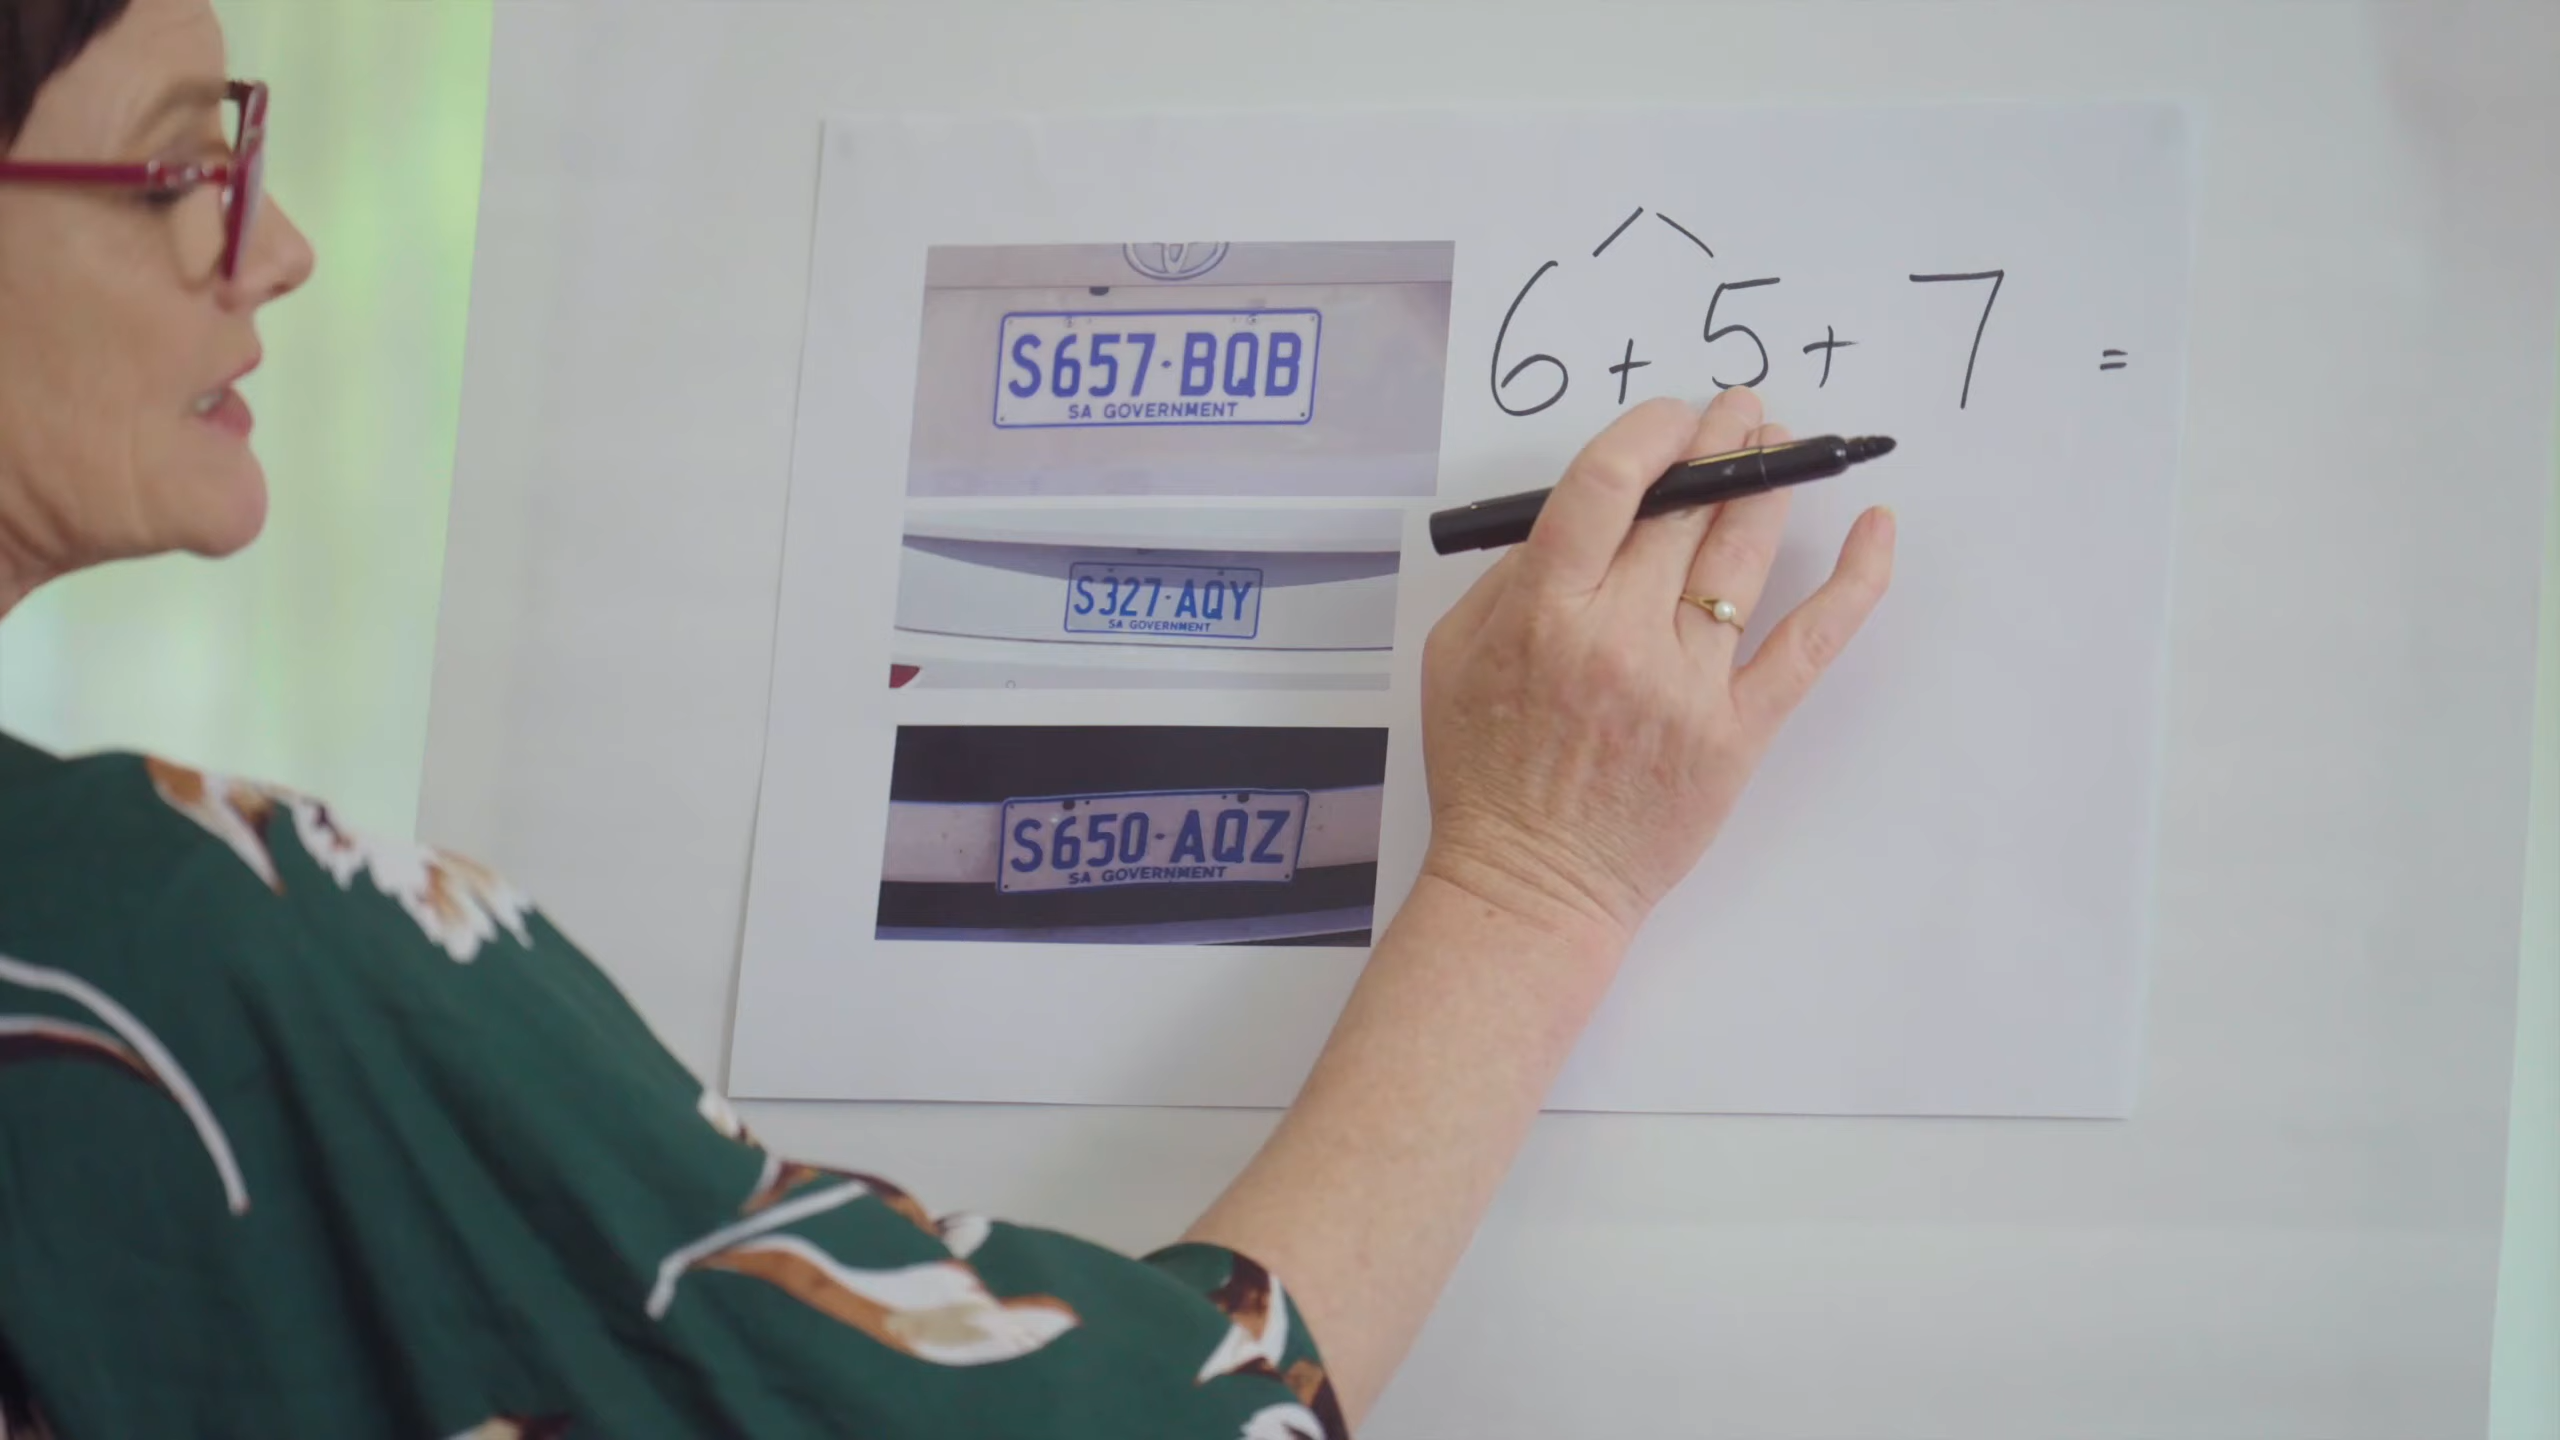 S657·BQB
SA GOVERNMENT
6 + 5 + 7 =
S327·AQY
SA GOVERNMENT
S650·AQZ
SA GOVERNMENT